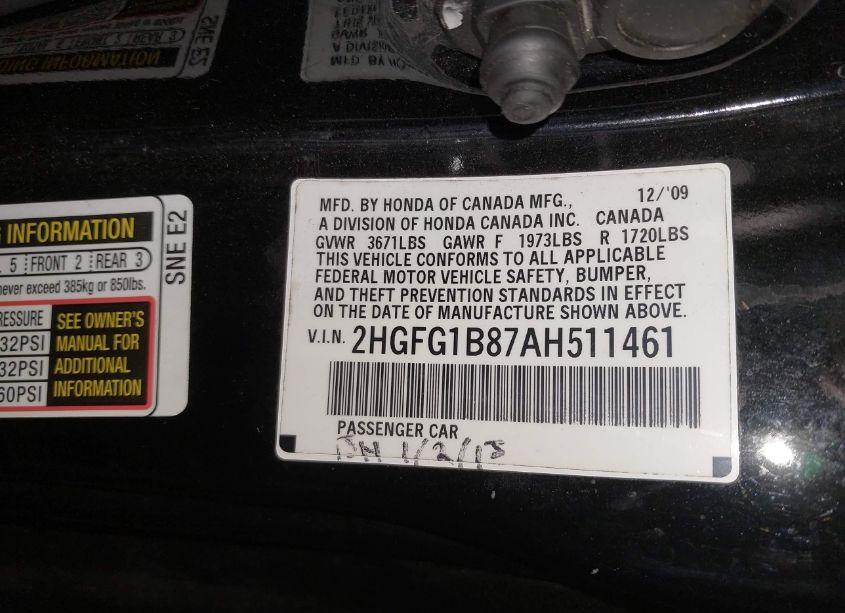 SNE E2
G INFORMATION
5 FRONT 2 REAR 3
never exceed 385kg or 850lbs.
RESSURE SEE OWNER'S
32PSI MANUAL FOR
32PSI ADDITIONAL
60PSI INFORMATION
MFD. BY HONDA OF CANADA MFG., 12/'09
A DIVISION OF HONDA CANADA INC. CANADA
GVWR 3671LBS GAWR F 1973LBS R 1720LBS
THIS VEHICLE CONFORMS TO ALL APPLICABLE
FEDERAL MOTOR VEHICLE SAFETY, BUMPER,
AND THEFT PREVENTION STANDARDS IN EFFECT
ON THE DATE OF MANUFACTURE SHOWN ABOVE.
V.I.N. 2HGFG1B87AH511461
PASSENGER CAR